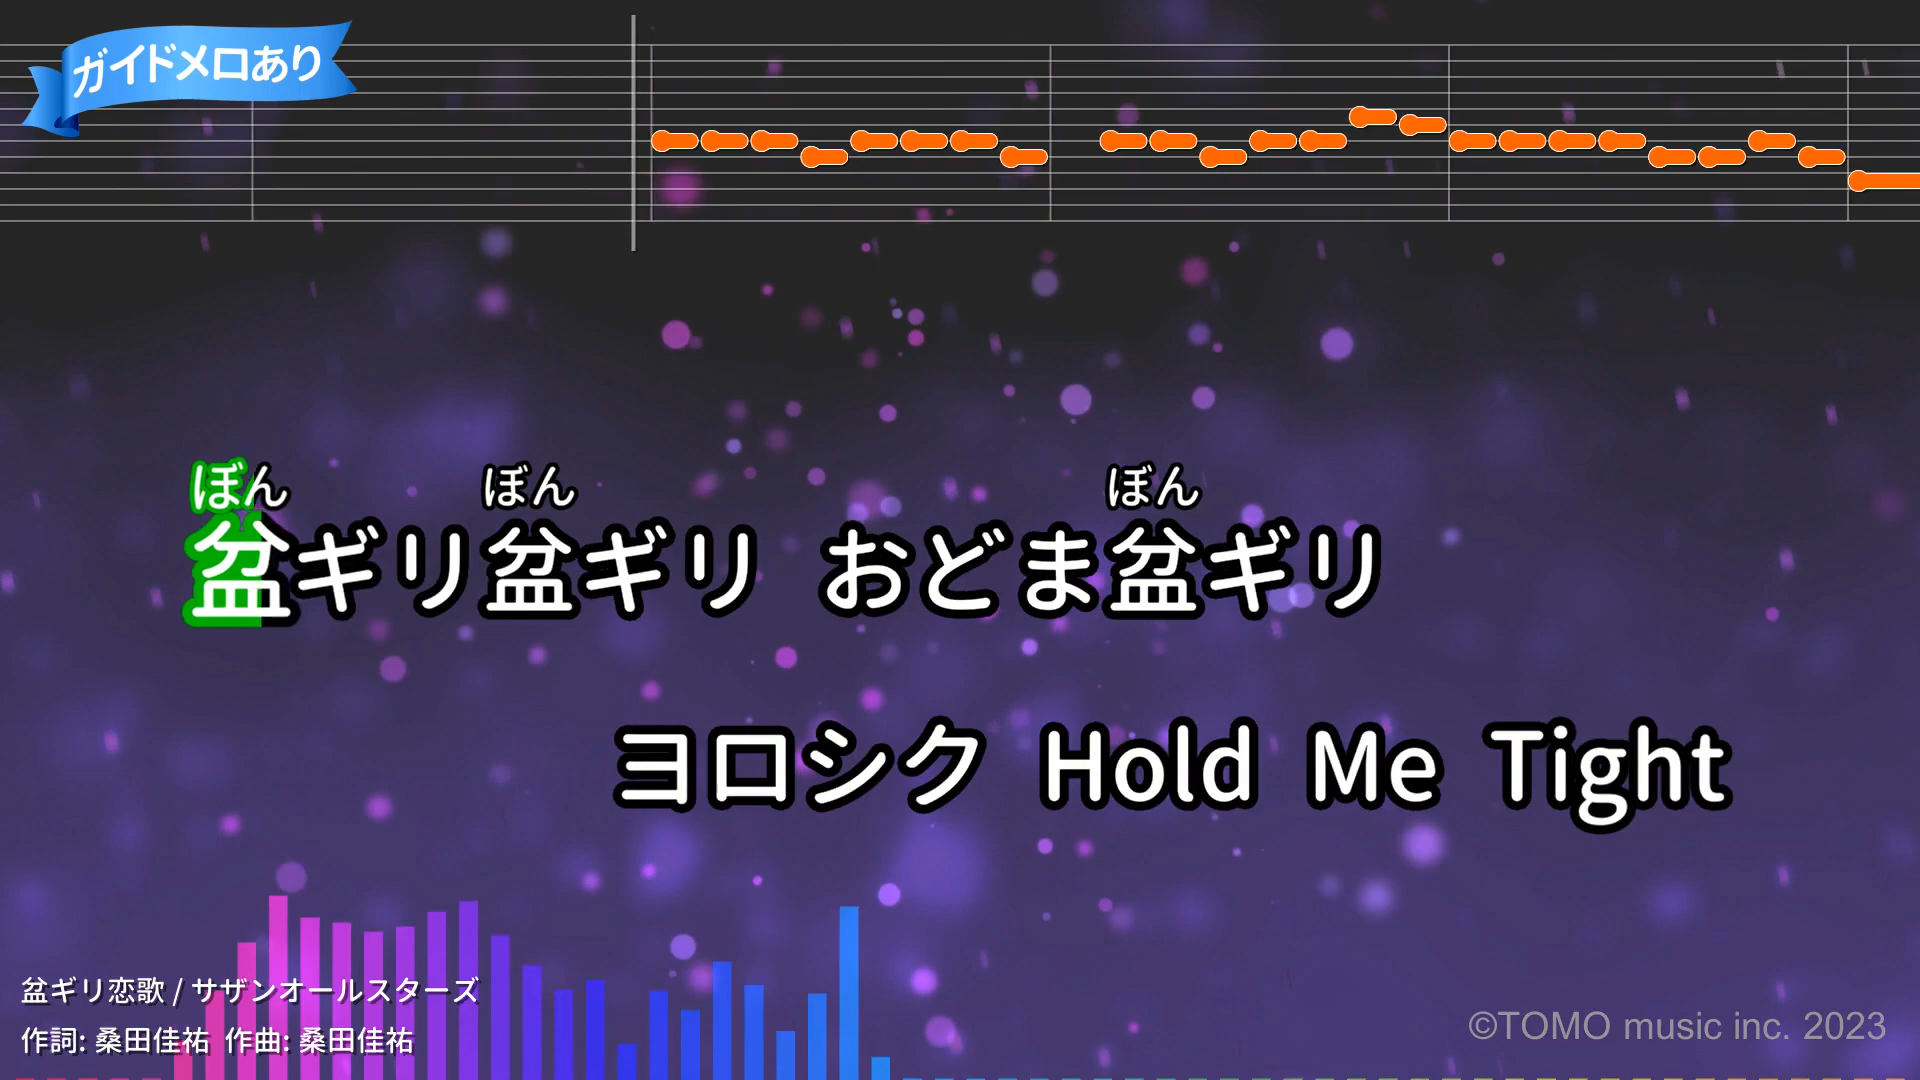 ガイドメロあり
ぼん ぼん ぼん
盆ギリ盆ギリ おどま盆ギリ
ヨロシク Hold Me Tight
盆ギリ恋歌 / サザンオールスターズ
作詞: 桑田佳祐 作曲: 桑田佳祐
©TOMO music inc. 2023